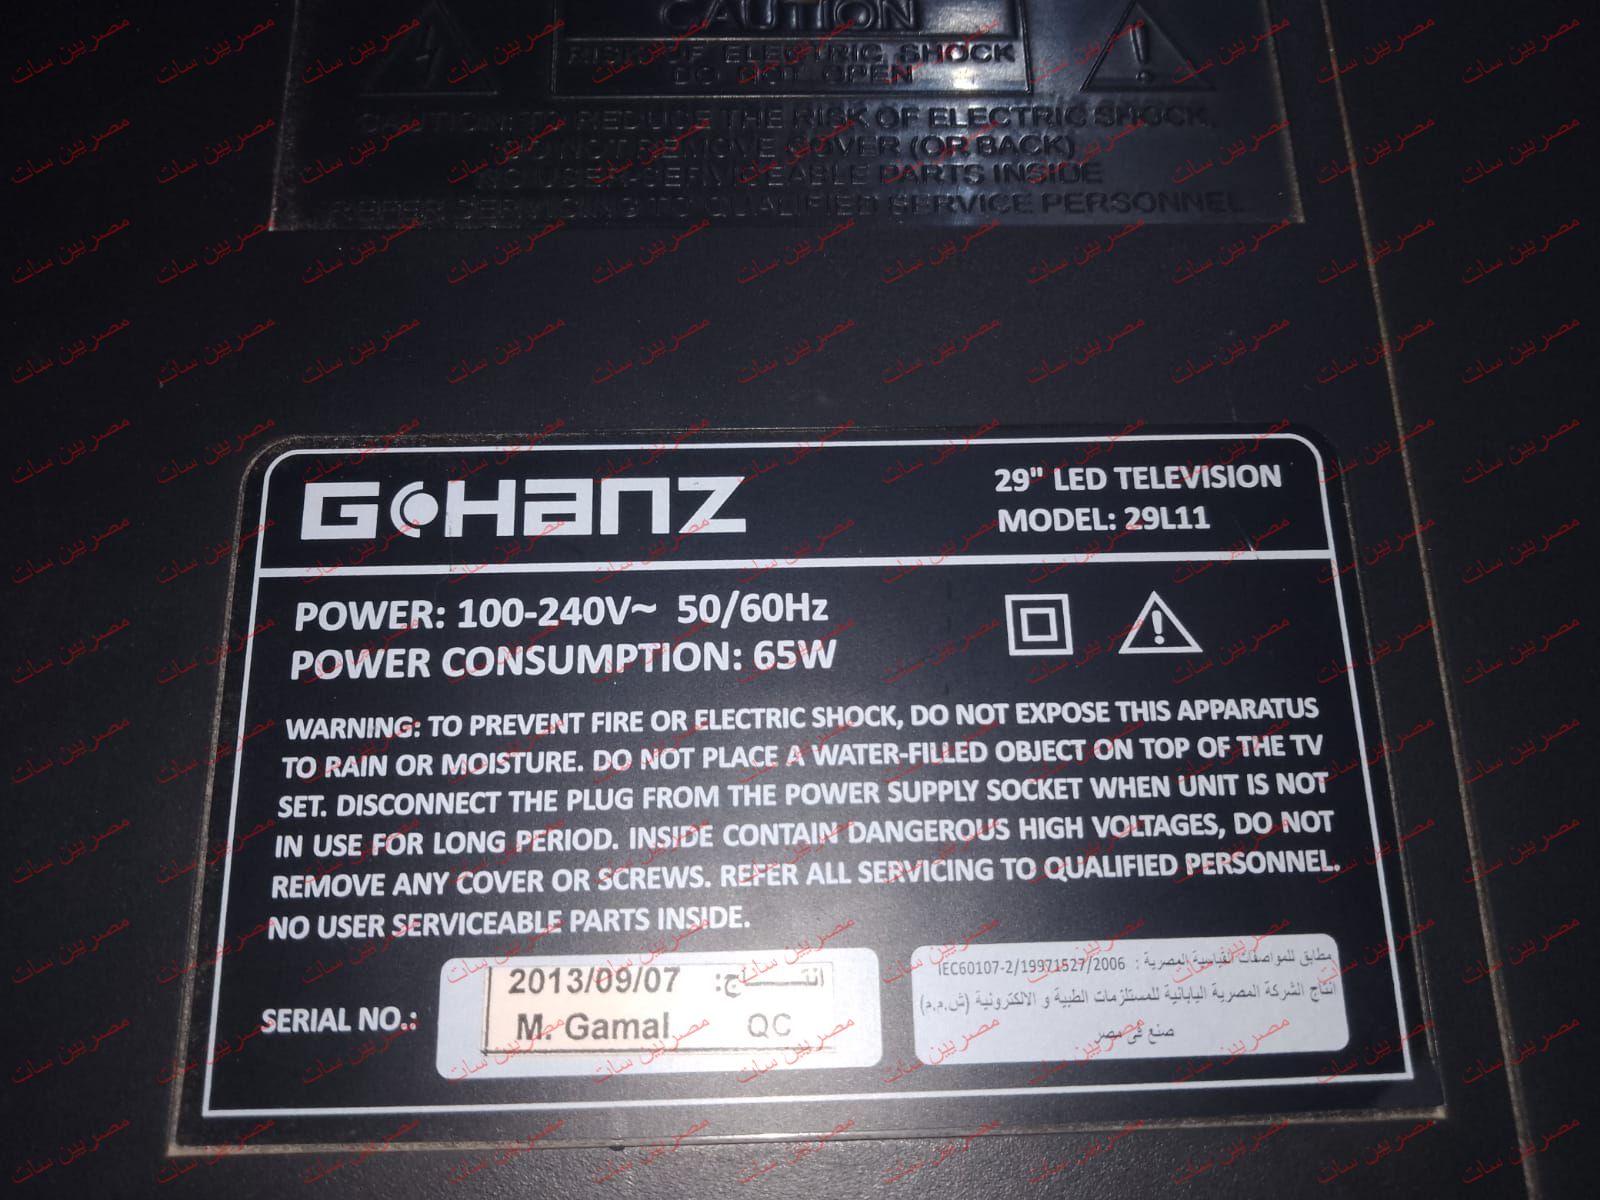 CAUTION
RISK OF ELECTRIC SHOCK
DO NOT OPEN
CAUTION: TO REDUCE THE RISK OF ELECTRIC SHOCK,
DO NOT REMOVE COVER (OR BACK)
NO USER-SERVICEABLE PARTS INSIDE
REFER SERVICING TO QUALIFIED SERVICE PERSONNEL
GOHANZ
29" LED TELEVISION
MODEL: 29L11
POWER: 100-240V~ 50/60Hz
POWER CONSUMPTION: 65W
WARNING: TO PREVENT FIRE OR ELECTRIC SHOCK, DO NOT EXPOSE THIS APPARATUS
TO RAIN OR MOISTURE. DO NOT PLACE A WATER-FILLED OBJECT ON TOP OF THE TV
SET. DISCONNECT THE PLUG FROM THE POWER SUPPLY SOCKET WHEN UNIT IS NOT
IN USE FOR LONG PERIOD. INSIDE CONTAIN DANGEROUS HIGH VOLTAGES, DO NOT
REMOVE ANY COVER OR SCREWS. REFER ALL SERVICING TO QUALIFIED PERSONNEL.
NO USER SERVICEABLE PARTS INSIDE.
SERIAL NO.:
انتـــــاج: 2013/09/07
M. Gamal QC
مطابق للمواصفات القياسية المصرية : IEC60107-2/19971527/2006
انتاج الشركة المصرية اليابانية للمستلزمات الطبية و الالكترونية (ش.م.م)
صنع فى مصر
مصريين سات